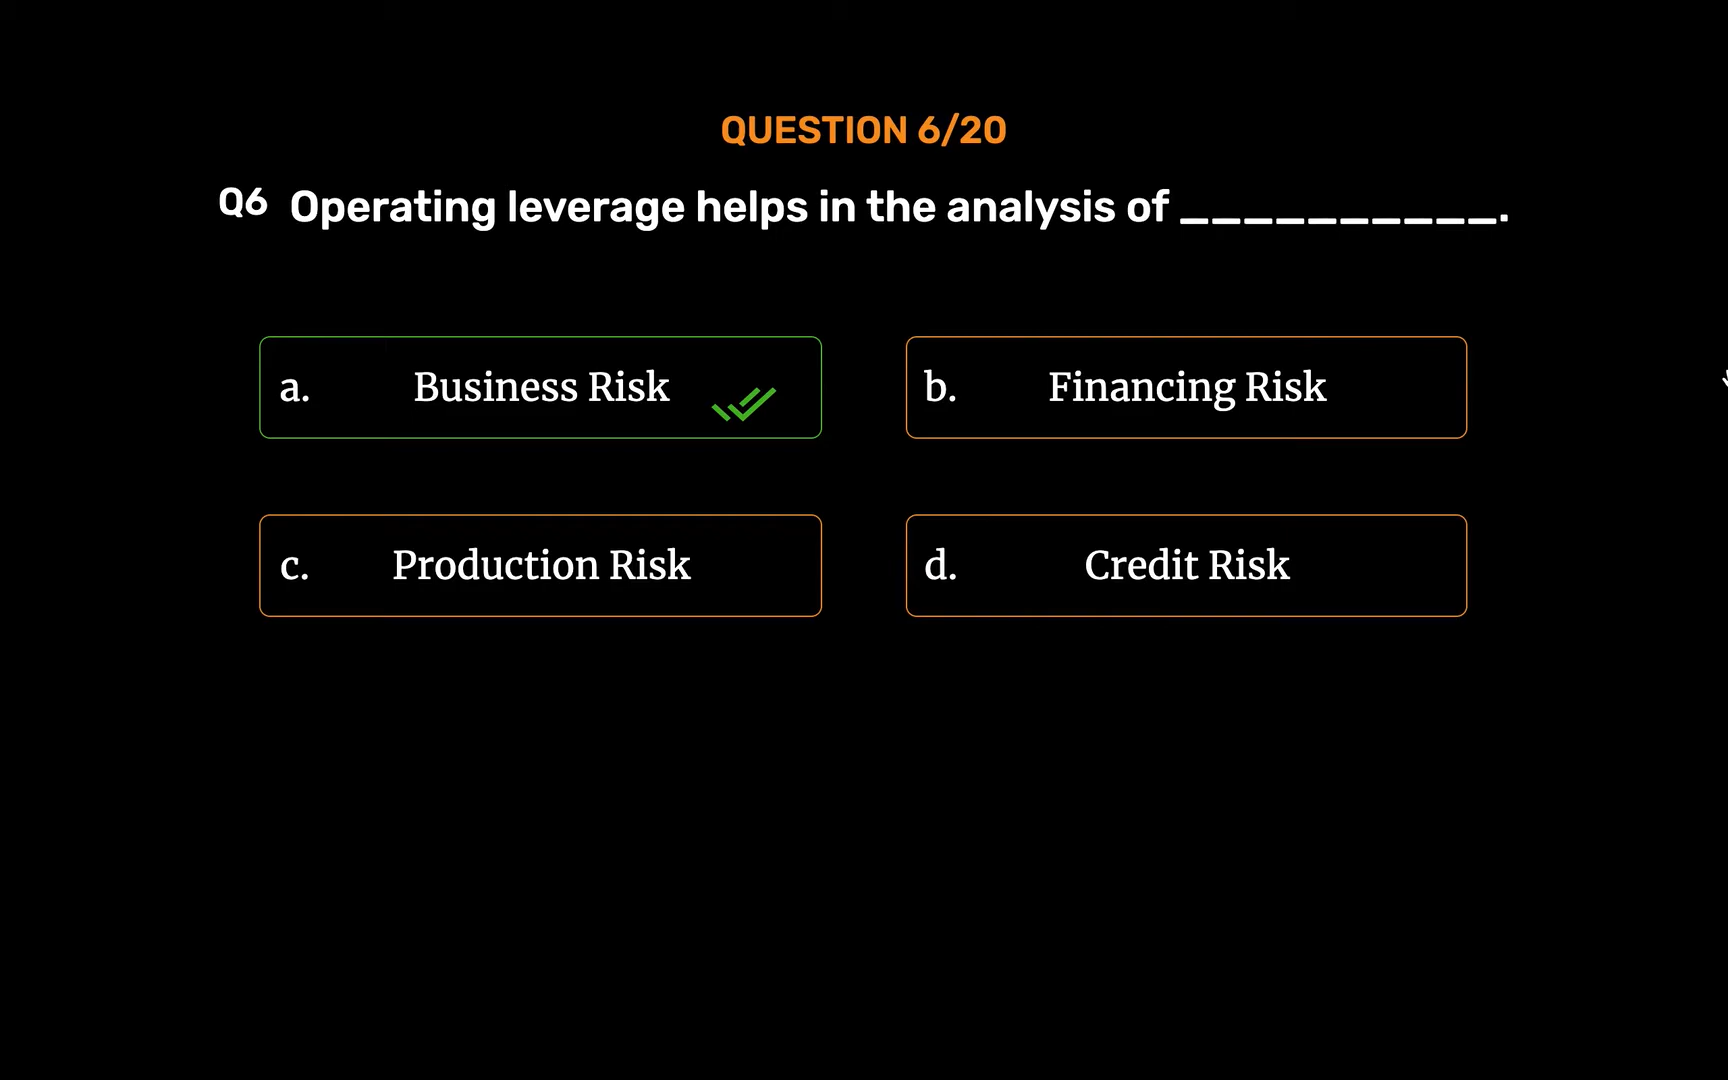 QUESTION 6/20
Q6 Operating leverage helps in the analysis of __________.
a. Business Risk
b. Financing Risk
c. Production Risk
d. Credit Risk